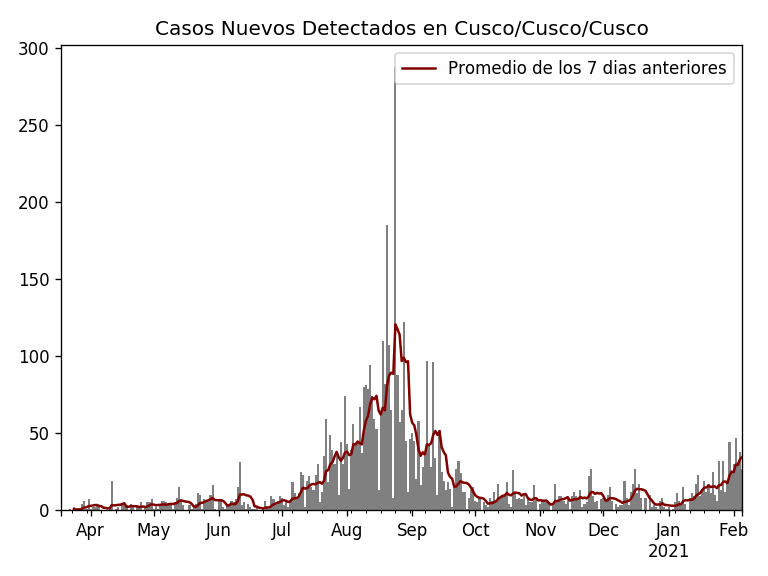 Casos Nuevos Detectados en Cusco/Cusco/Cusco
Promedio de los 7 dias anteriores
300
250
200
150
100
50
0
Apr May Jun Jul Aug Sep Oct Nov Dec Jan Feb
2021